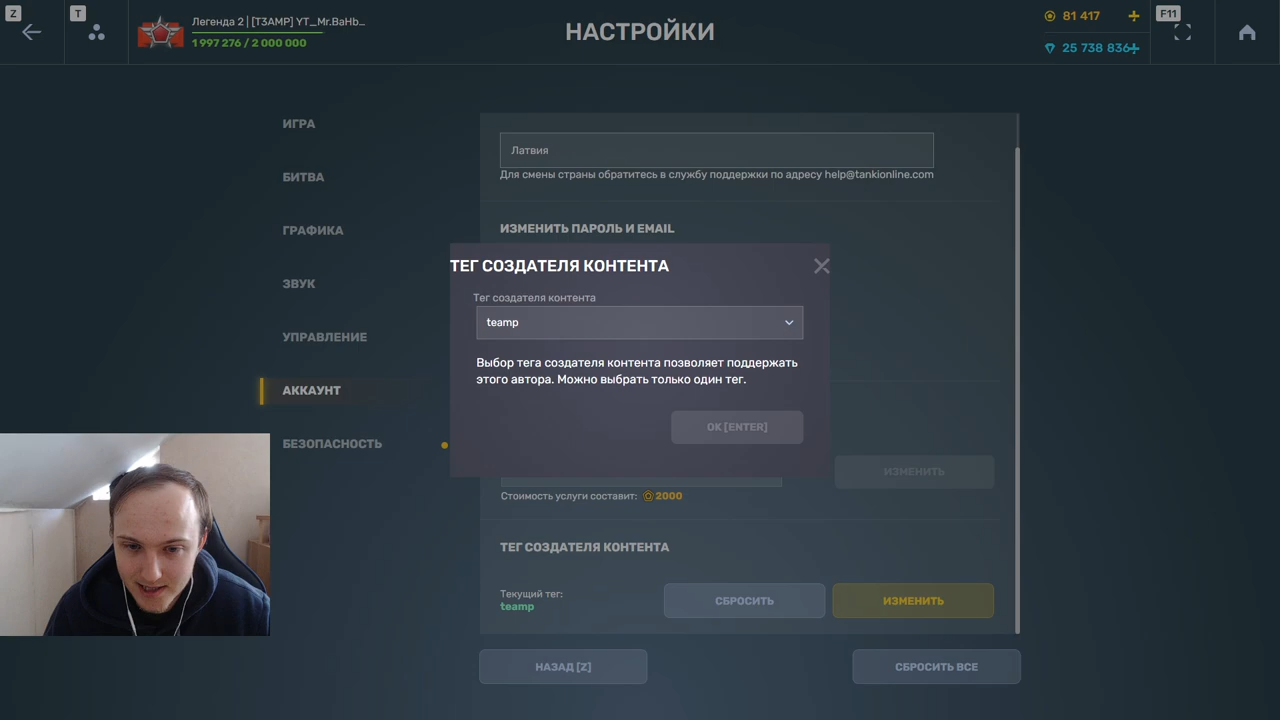 Z
T
Легенда 2 | [T3AMP] YT_Mr.BaHb...
1 997 276 / 2 000 000
НАСТРОЙКИ
81 417
25 738 836
F11
ИГРА
БИТВА
ГРАФИКА
ЗВУК
УПРАВЛЕНИЕ
АККАУНТ
БЕЗОПАСНОСТЬ
Латвия
Для смены страны обратитесь в службу поддержки по адресу help@tankionline.com
ИЗМЕНИТЬ ПАРОЛЬ И EMAIL
ТЕГ СОЗДАТЕЛЯ КОНТЕНТА
Тег создателя контента
teamp
Выбор тега создателя контента позволяет поддержать
этого автора. Можно выбрать только один тег.
OK [ENTER]
ИЗМЕНИТЬ
Стоимость услуги составит: 2000
ТЕГ СОЗДАТЕЛЯ КОНТЕНТА
Текущий тег:
teamp
СБРОСИТЬ
ИЗМЕНИТЬ
НАЗАД [Z]
СБРОСИТЬ ВСЕ